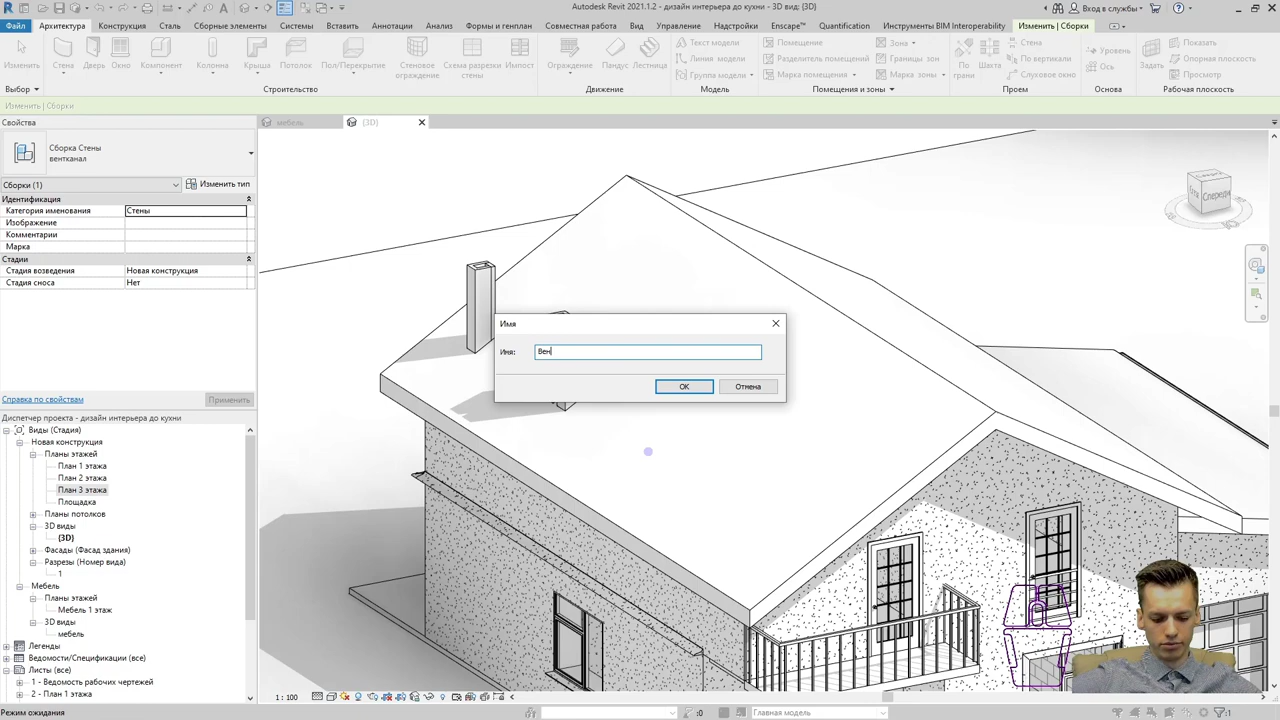 Autodesk Revit 2021.1.2 - дизайн интерьера до кухни - 3D вид: {3D}
Вход в службы
Файл Архитектура Конструкция Сталь Сборные элементы Системы Вставить Аннотации Анализ Формы и генплан Совместная работа Вид Управление Надстройки Enscape™ Quantification Инструменты BIM Interoperability Изменить | Сборки
Изменить
Стена
Дверь
Окно
Компонент
Колонна
Крыша
Потолок
Пол/Перекрытие
Стеновое ограждение
Схема разрезки стены
Импост
Ограждение
Пандус
Лестница
Текст модели
Линия модели
Группа модели
Помещение
Разделитель помещений
Марка помещения
Зона
Границы зон
Марка зоны
По грани
Шахта
Стена
По вертикали
Слуховое окно
Уровень
Ось
Задать
Показать
Опорная плоскость
Просмотр
Выбор
Строительство
Движение
Модель
Помещения и зоны
Проем
Основа
Рабочая плоскость
Изменить | Сборки
Свойства
мебель
{3D}
Сборка Стены
вентканал
Сборки (1)
Изменить тип
Идентификация
Категория именования Стены
Изображение
Комментарии
Марка
Стадии
Стадия возведения Новая конструкция
Стадия сноса Нет
Спереди
Имя
Имя: Вен
OK Отмена
Справка по свойствам
Применить
Диспетчер проекта - дизайн интерьера до кухни
Виды (Стадия)
Новая конструкция
Планы этажей
План 1 этажа
План 2 этажа
План 3 этажа
Площадка
Планы потолков
3D виды
{3D}
Фасады (Фасад здания)
Разрезы (Номер вида)
1
Мебель
Планы этажей
Мебель 1 этаж
3D виды
мебель
Легенды
Ведомости/Спецификации (все)
Листы (все)
1 - Ведомость рабочих чертежей
2 - План 1 этажа
1 : 100
Режим ожидания
:0
Главная модель
:1